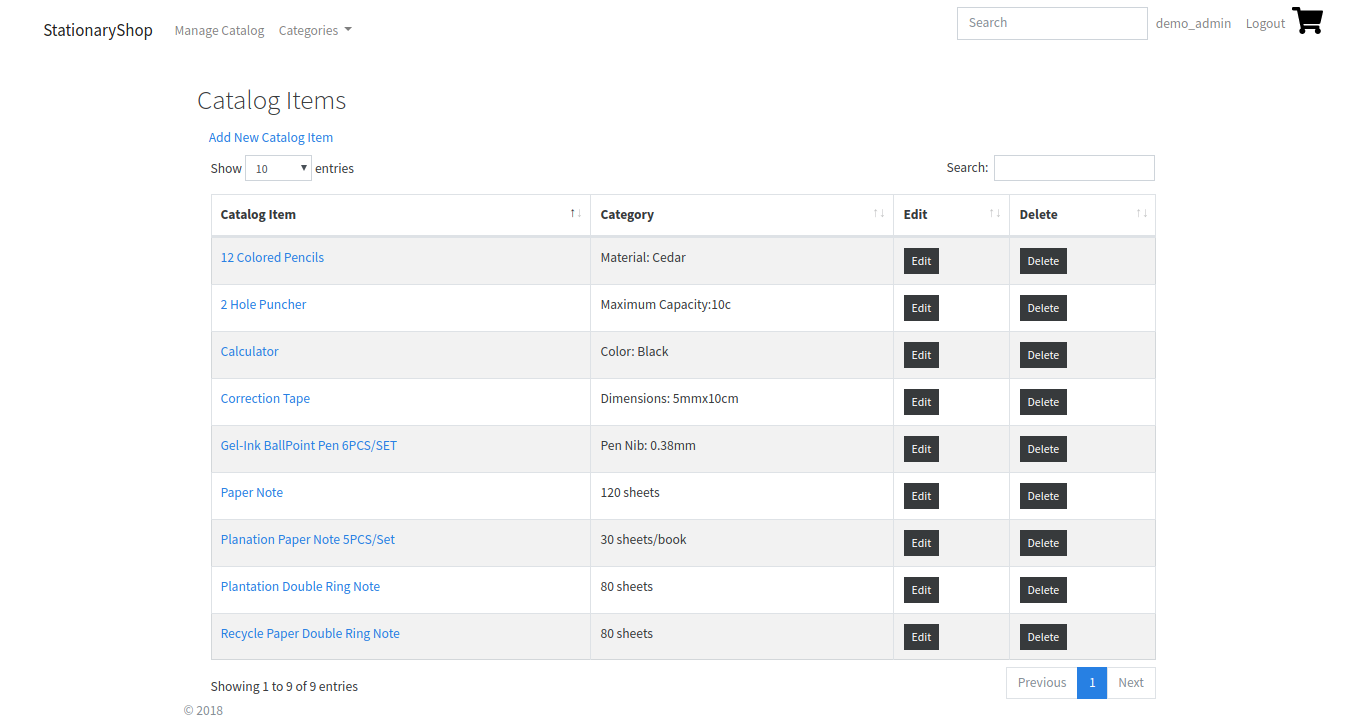 StationaryShop Manage Catalog Categories Search demo_admin Logout
Catalog Items
Add New Catalog Item
Show 10 entries Search:
Catalog Item Category Edit Delete
12 Colored Pencils Material: Cedar Edit Delete
2 Hole Puncher Maximum Capacity:10c Edit Delete
Calculator Color: Black Edit Delete
Correction Tape Dimensions: 5mmx10cm Edit Delete
Gel-Ink BallPoint Pen 6PCS/SET Pen Nib: 0.38mm Edit Delete
Paper Note 120 sheets Edit Delete
Planation Paper Note 5PCS/Set 30 sheets/book Edit Delete
Plantation Double Ring Note 80 sheets Edit Delete
Recycle Paper Double Ring Note 80 sheets Edit Delete
Showing 1 to 9 of 9 entries Previous 1 Next
© 2018